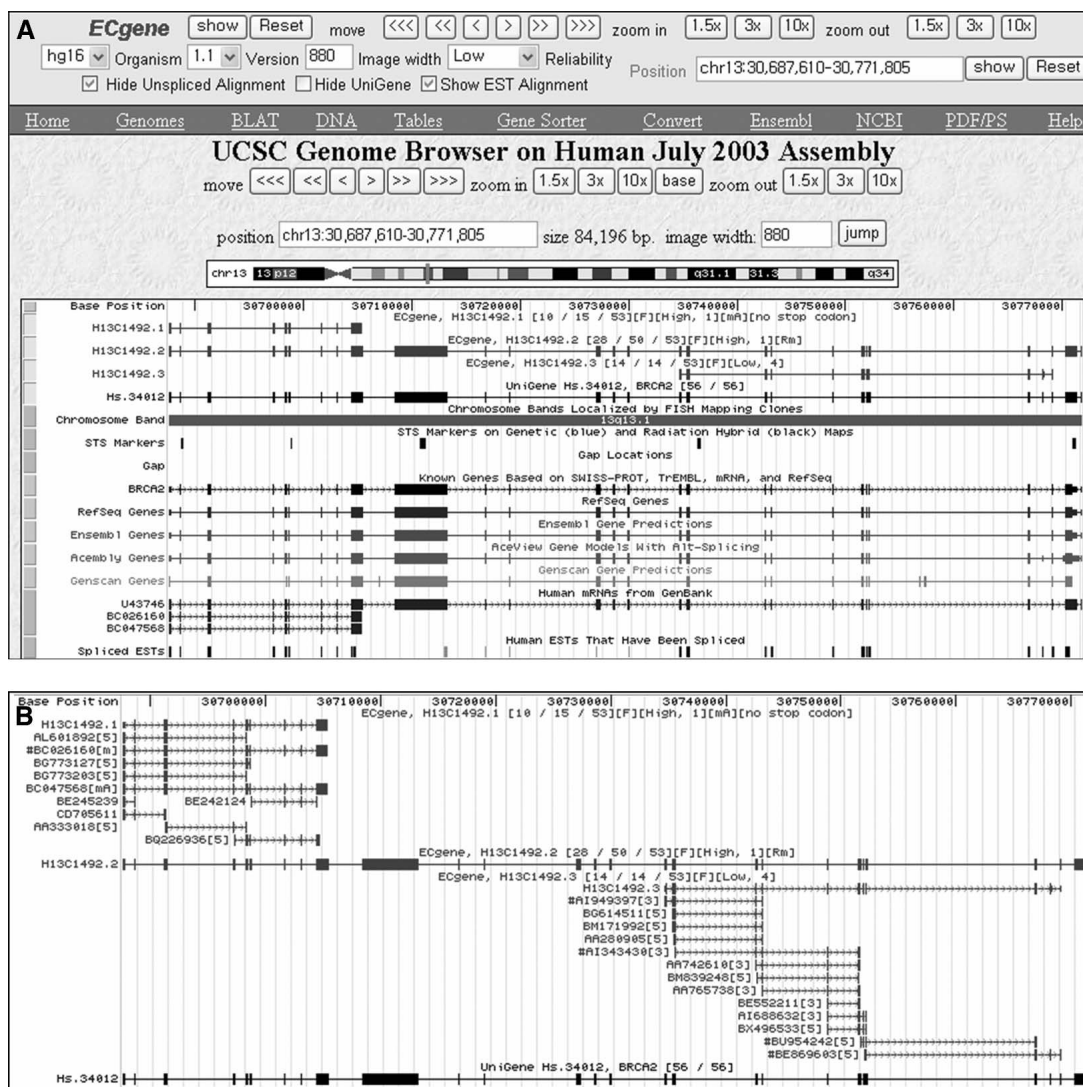 A
ECgene show Reset move <<< << < > >> >>> zoom in 1.5x 3x 10x zoom out 1.5x 3x 10x
hg16 Organism 1.1 Version 880 Image width Low Reliability Position chr13:30,687,610-30,771,805 show Reset
Hide Unspliced Alignment Hide UniGene Show EST Alignment
Home Genomes BLAT DNA Tables Gene Sorter Convert Ensembl NCBI PDF/PS Help
UCSC Genome Browser on Human July 2003 Assembly
move <<< << < > >> >>> zoom in 1.5x 3x 10x base zoom out 1.5x 3x 10x
position chr13:30,687,610-30,771,805 size 84,196 bp. image width: 880 jump
chr13 13 p12 q31.1 31.3 q34
Base Position 30700000 30710000 30720000 30730000 30740000 30750000 30760000 30770000
ECgene, H13C1492.1 [10 / 15 / 53][F][High, 1][mA][no stop codon]
H13C1492.1
ECgene, H13C1492.2 [28 / 50 / 53][F][High, 1][Rm]
H13C1492.2
ECgene, H13C1492.3 [14 / 14 / 53][F][Low, 4]
H13C1492.3
UniGene Hs.34012, BRCA2 [56 / 56]
Hs.34012
Chromosome Bands Localized by FISH Mapping Clones
Chromosome Band 13q13.1
STS Markers on Genetic (blue) and Radiation Hybrid (black) Maps
STS Markers
Gap Locations
Gap
Known Genes Based on SWISS-PROT, TrEMBL, mRNA, and RefSeq
BRCA2
RefSeq Genes
RefSeq Genes
Ensembl Gene Predictions
Ensembl Genes
AceView Gene Models With Alt-Splicing
Acembly Genes
Genscan Gene Predictions
Genscan Genes
Human mRNAs from GenBank
U43746
BC026160
BC047568
Human ESTs That Have Been Spliced
Spliced ESTs
B
Base Position 30700000 30710000 30720000 30730000 30740000 30750000 30760000 30770000
ECgene, H13C1492.1 [10 / 15 / 53][F][High, 1][mA][no stop codon]
H13C1492.1
AL601892[5]
#BC026160[m]
BG773127[5]
BG773203[5]
BC047568[mA]
BE245239 BE242124
CD705611
AA333018[5]
BQ226936[5]
ECgene, H13C1492.2 [28 / 50 / 53][F][High, 1][Rm]
H13C1492.2
ECgene, H13C1492.3 [14 / 14 / 53][F][Low, 4]
H13C1492.3
#AI949397[3]
BG614511[5]
BM171992[5]
AA280905[5]
#AI343430[3]
AA742610[3]
BM839248[5]
AA765738[3]
BE552211[3]
AI688632[3]
BX496533[5]
#BU954242[5]
#BE869603[5]
UniGene Hs.34012, BRCA2 [56 / 56]
Hs.34012